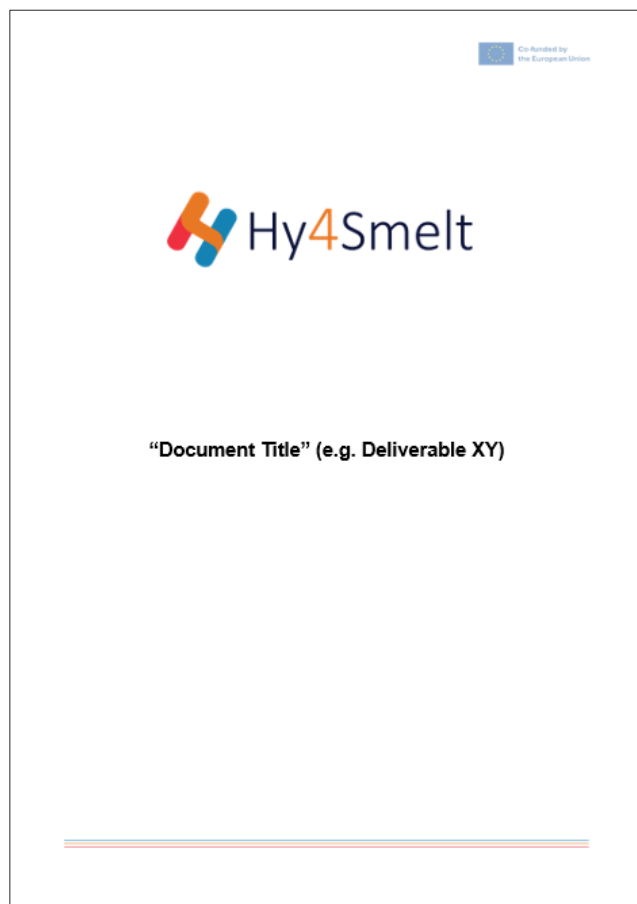 Co-funded by
the European Union
Hy4Smelt
“Document Title” (e.g. Deliverable XY)